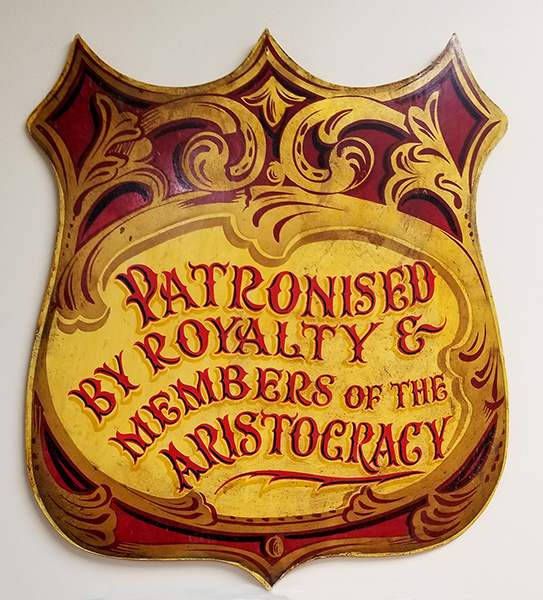 PATRONISED
BY ROYALTY &
MEMBERS OF THE
ARISTOCRACY